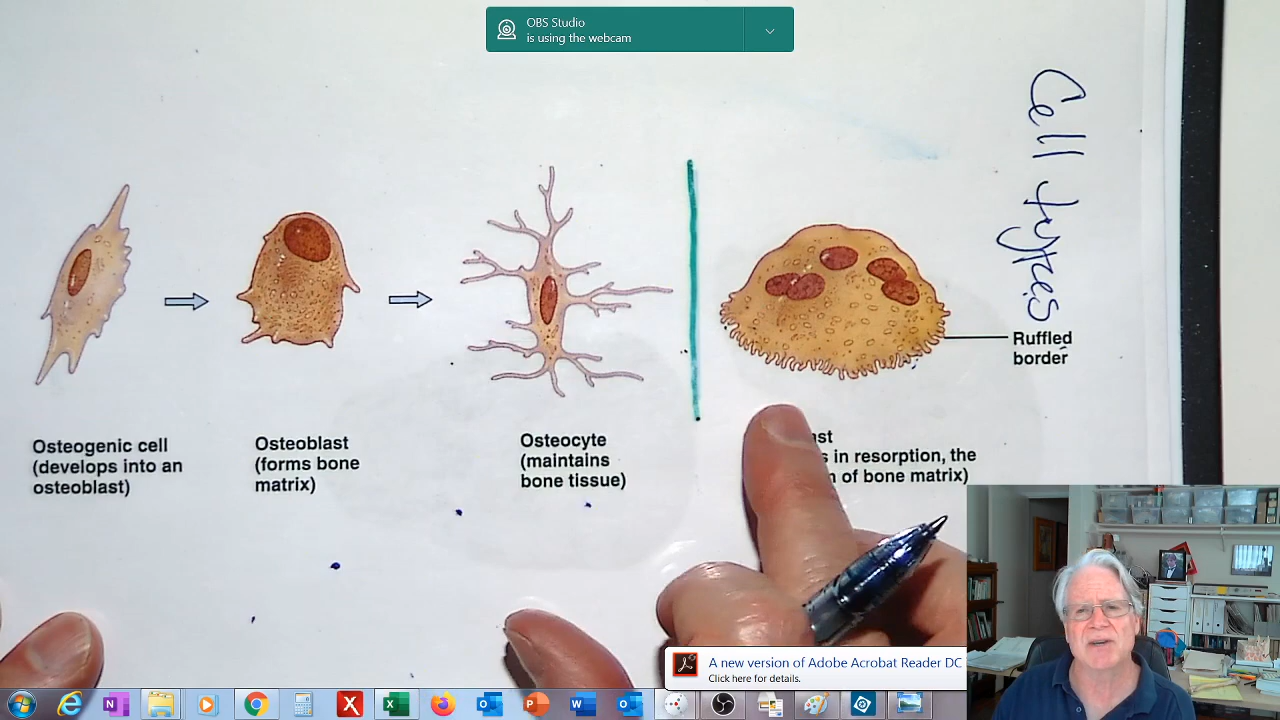 OBS Studio
is using the webcam
Cell types
Ruffled
border
Osteogenic cell
(develops into an
osteoblast)
Osteoblast
(forms bone
matrix)
Osteocyte
(maintains
bone tissue)
in resorption, the
of bone matrix)
A new version of Adobe Acrobat Reader DC
Click here for details.